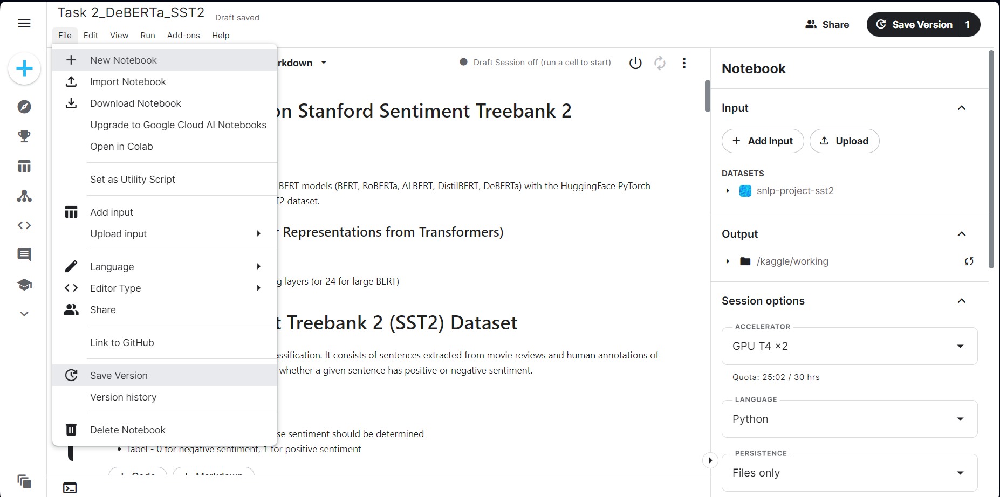 Task 2_DeBERTa_SST2
Draft saved
Share
Save Version
1
File
Edit
View
Run
Add-ons
Help
New Notebook
Import Notebook
Download Notebook
Upgrade to Google Cloud AI Notebooks
Open in Colab
Set as Utility Script
Add input
Upload input
Language
Editor Type
Share
Link to GitHub
Save Version
Version history
Delete Notebook
rkdown
Draft Session off (run a cell to start)
on Stanford Sentiment Treebank 2
BERT models (BERT, RoBERTa, ALBERT, DistilBERT, DeBERTa) with the HuggingFace PyTorch
T2 dataset.
r Representations from Transformers)
g layers (or 24 for large BERT)
t Treebank 2 (SST2) Dataset
assification. It consists of sentences extracted from movie reviews and human annotations of
whether a given sentence has positive or negative sentiment.
se sentiment should be determined
label - 0 for negative sentiment, 1 for positive sentiment
+ Code
+ Markdown
Notebook
Input
Add Input
Upload
DATASETS
snlp-project-sst2
Output
/kaggle/working
Session options
ACCELERATOR
GPU T4 ×2
Quota: 25:02 / 30 hrs
LANGUAGE
Python
PERSISTENCE
Files only